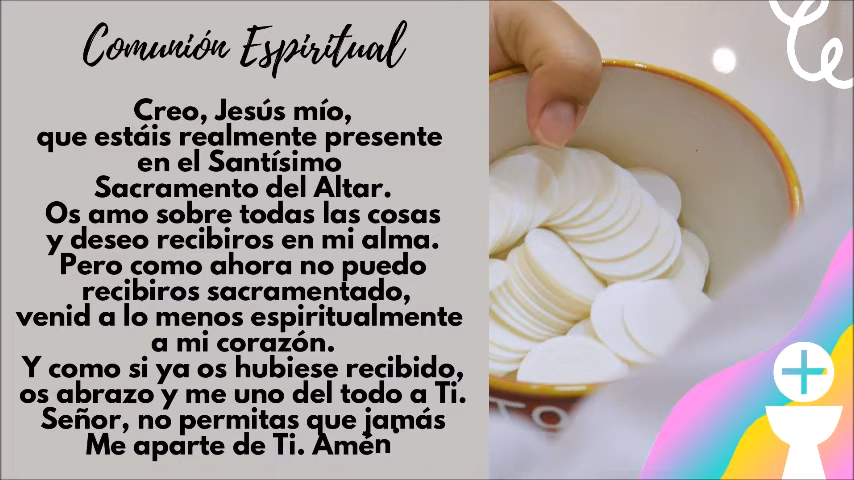 Comunión Espiritual
Creo, Jesús mío,
que estáis realmente presente
en el Santísimo
Sacramento del Altar.
Os amo sobre todas las cosas
y deseo recibiros en mi alma.
Pero como ahora no puedo
recibiros sacramentado,
venid a lo menos espiritualmente
a mi corazón.
Y como si ya os hubiese recibido,
os abrazo y me uno del todo a Ti.
Señor, no permitas que jamás
Me aparte de Ti. Amén